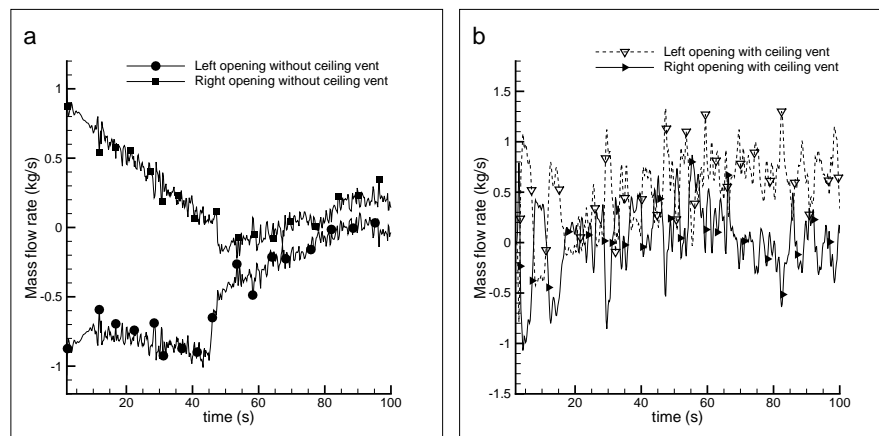 a
Left opening without ceiling vent
Right opening without ceiling vent
Mass flow rate (kg/s)
1
0.5
0
-0.5
-1
20
40
60
80
100
time (s)
b
Left opening with ceiling vent
Right opening with ceiling vent
Mass flow rate (kg/s)
1.5
1
0.5
0
-0.5
-1
-1.5
20
40
60
80
100
time (s)